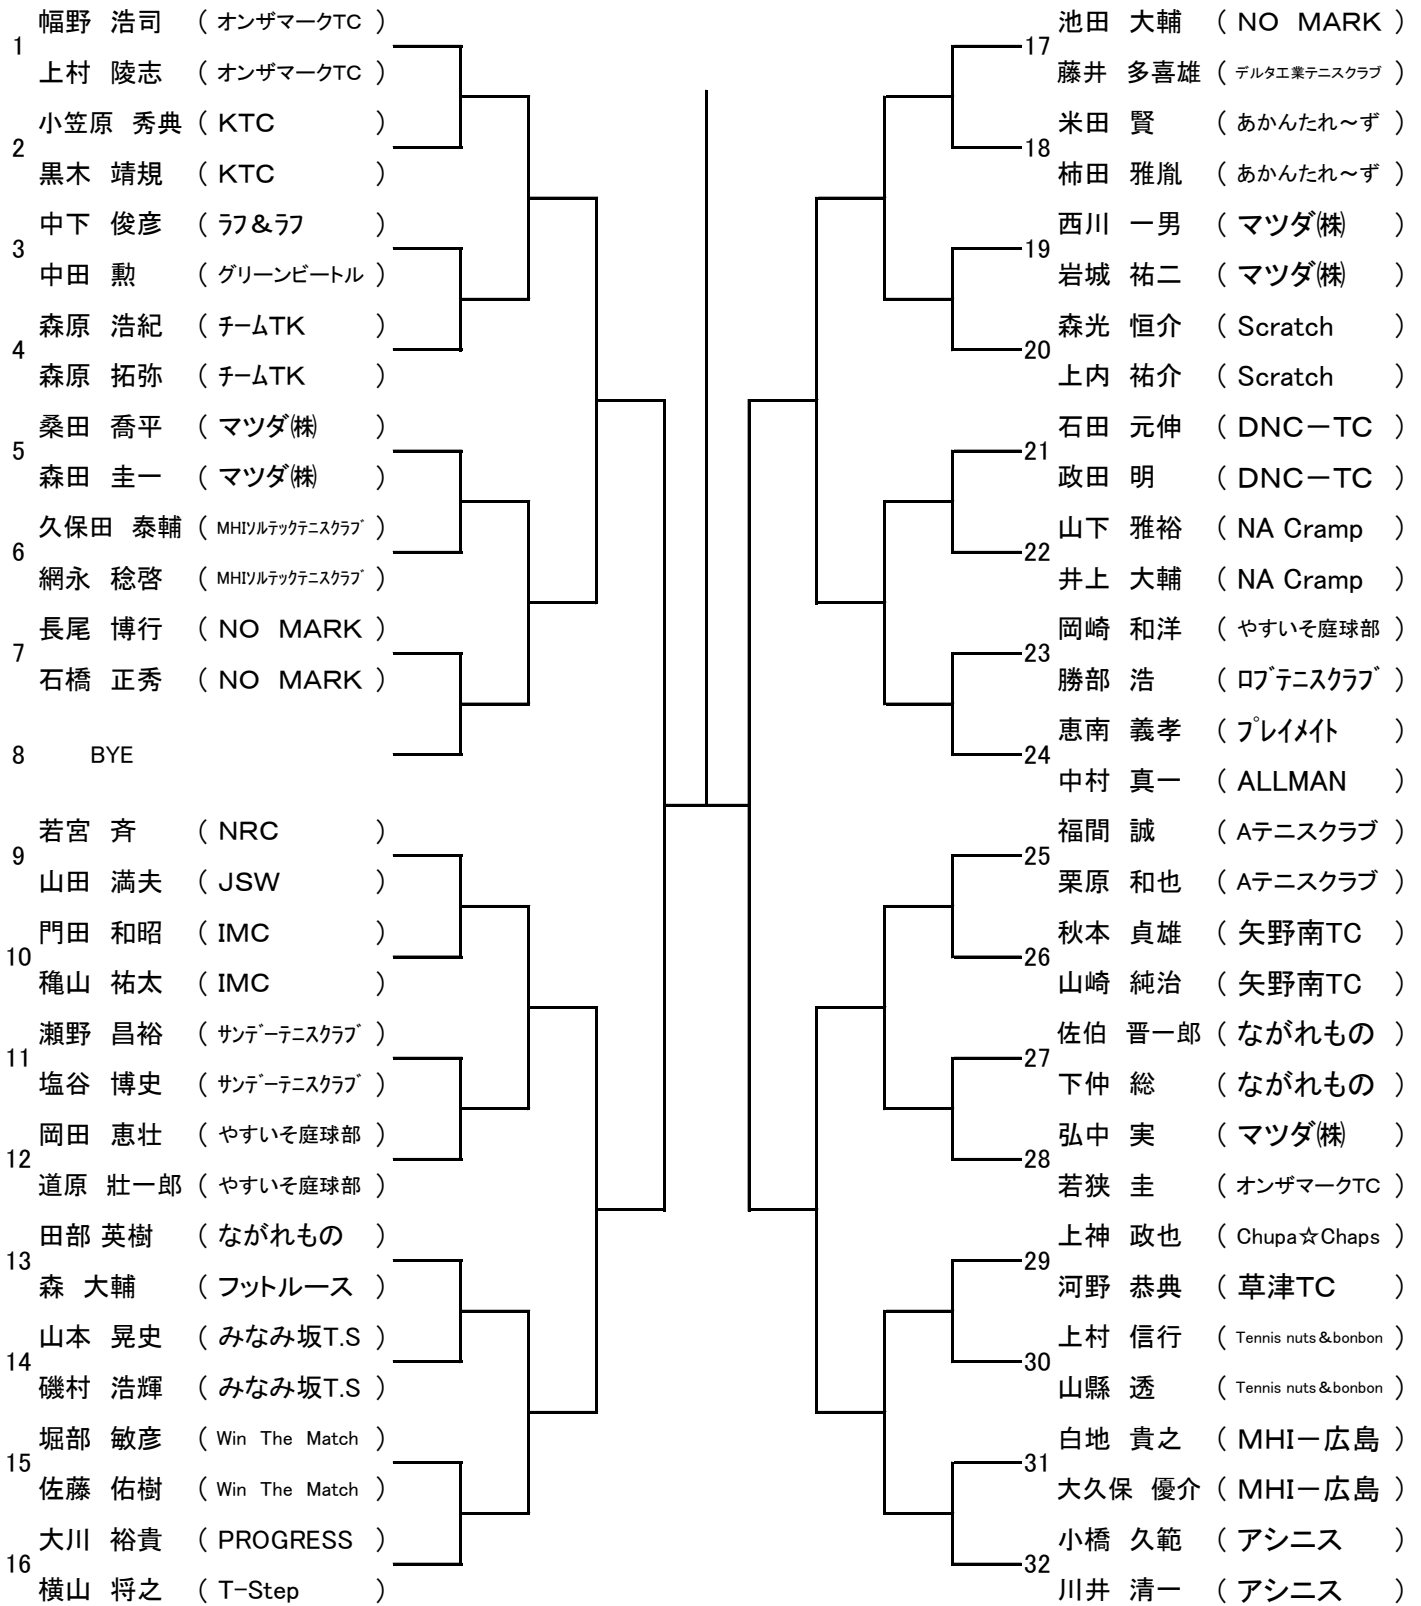 1
幅野 浩司 (オンザマークTC)
上村 陵志 (オンザマークTC)
2
小笠原 秀典 (KTC)
黒木 靖規 (KTC)
3
中下 俊彦 (ﾗﾌ&ﾗﾌ)
中田 勲 (グリーンビートル)
4
森原 浩紀 (ﾁｰﾑTK)
森原 拓弥 (ﾁｰﾑTK)
5
桑田 喬平 (マツダ㈱)
森田 圭一 (マツダ㈱)
6
久保田 泰輔 (MHIｿﾙﾃｯｸﾃﾆｽｸﾗﾌﾞ)
網永 稔啓 (MHIｿﾙﾃｯｸﾃﾆｽｸﾗﾌﾞ)
7
長尾 博行 (NO MARK)
石橋 正秀 (NO MARK)
8 BYE
9
若宮 斉 (NRC)
山田 満夫 (JSW)
10
門田 和昭 (IMC)
穐山 祐太 (IMC)
11
瀬野 昌裕 (ｻﾝﾃﾞｰﾃﾆｽｸﾗﾌﾞ)
塩谷 博史 (ｻﾝﾃﾞｰﾃﾆｽｸﾗﾌﾞ)
12
岡田 恵壮 (やすいそ庭球部)
道原 壯一郎 (やすいそ庭球部)
13
田部 英樹 (ながれもの)
森 大輔 (フットルース)
14
山本 晃史 (みなみ坂T.S)
磯村 浩輝 (みなみ坂T.S)
15
堀部 敏彦 (Win The Match)
佐藤 佑樹 (Win The Match)
16
大川 裕貴 (PROGRESS)
横山 将之 (T-Step)
17
池田 大輔 (NO MARK)
藤井 多喜雄 (デルタ工業テニスクラブ)
18
米田 賢 (あかんたれ～ず)
柿田 雅胤 (あかんたれ～ず)
19
西川 一男 (マツダ㈱)
岩城 祐二 (マツダ㈱)
20
森光 恒介 (Scratch)
上内 祐介 (Scratch)
21
石田 元伸 (DNC－TC)
政田 明 (DNC－TC)
22
山下 雅裕 (NA Cramp)
井上 大輔 (NA Cramp)
23
岡崎 和洋 (やすいそ庭球部)
勝部 浩 (ﾛﾌﾞﾃﾆｽｸﾗﾌﾞ)
24
恵南 義孝 (ﾌﾟﾚｲﾒｲﾄ)
中村 真一 (ALLMAN)
25
福間 誠 (Aテニスクラブ)
栗原 和也 (Aテニスクラブ)
26
秋本 貞雄 (矢野南TC)
山崎 純治 (矢野南TC)
27
佐伯 晋一郎 (ながれもの)
下仲 総 (ながれもの)
28
弘中 実 (マツダ㈱)
若狭 圭 (オンザマークTC)
29
上神 政也 (Chupa☆Chaps)
河野 恭典 (草津TC)
30
上村 信行 (Tennis nuts&bonbon)
山縣 透 (Tennis nuts&bonbon)
31
白地 貴之 (MHI－広島)
大久保 優介 (MHI－広島)
32
小橋 久範 (アシニス)
川井 清一 (アシニス)